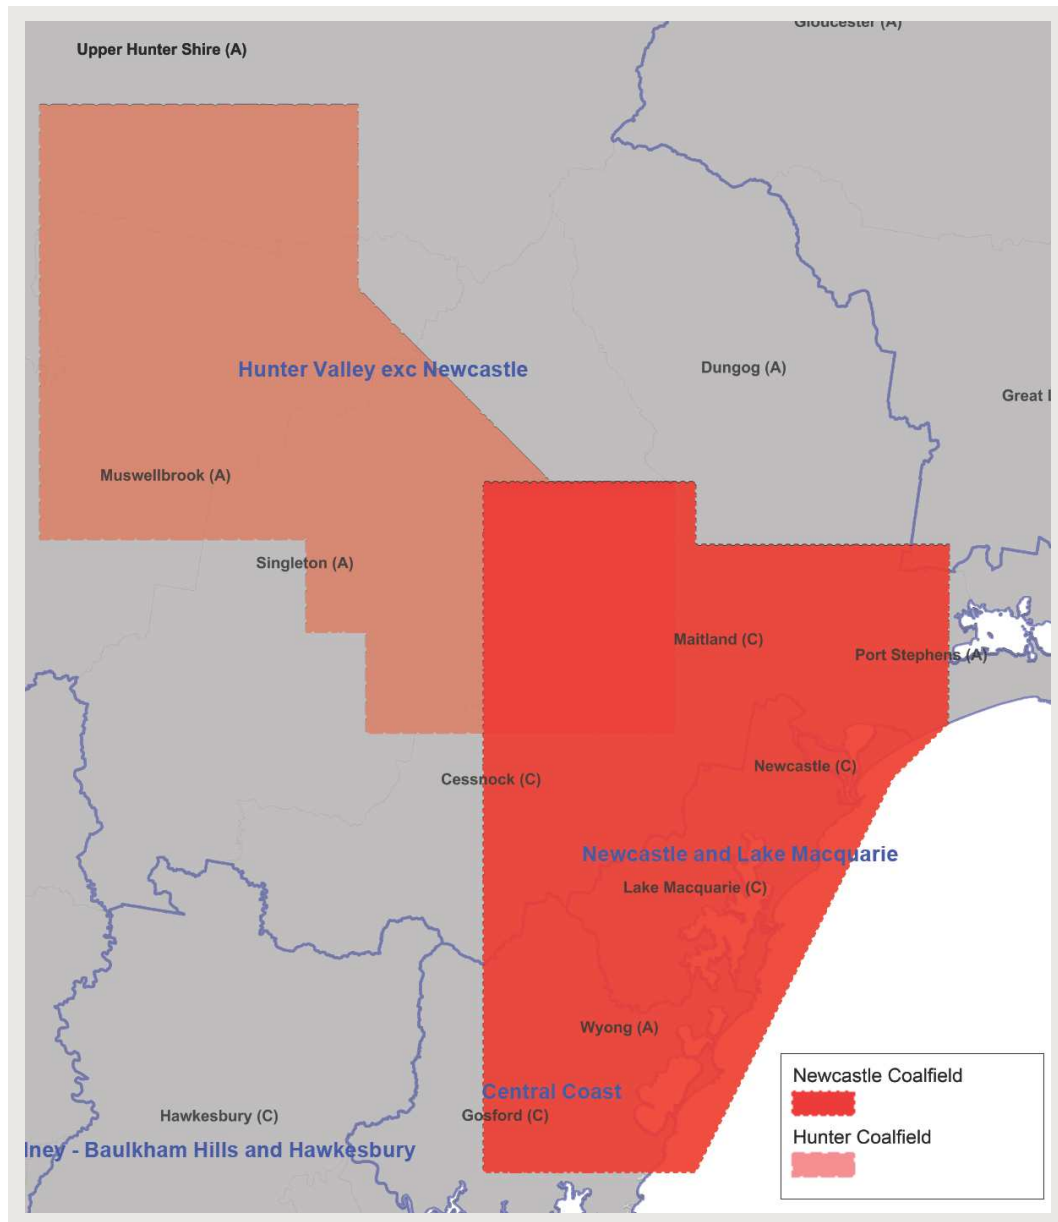 Gloucester (A)
Upper Hunter Shire (A)
Hunter Valley exc Newcastle
Dungog (A)
Great
Muswellbrook (A)
Singleton (A)
Maitland (C)
Port Stephens (A)
Newcastle (C)
Cessnock (C)
Newcastle and Lake Macquarie
Lake Macquarie (C)
Wyong (A)
Central Coast
Hawkesbury (C)
Gosford (C)
- Baulkham Hills and Hawkesbury
Newcastle Coalfield
Hunter Coalfield